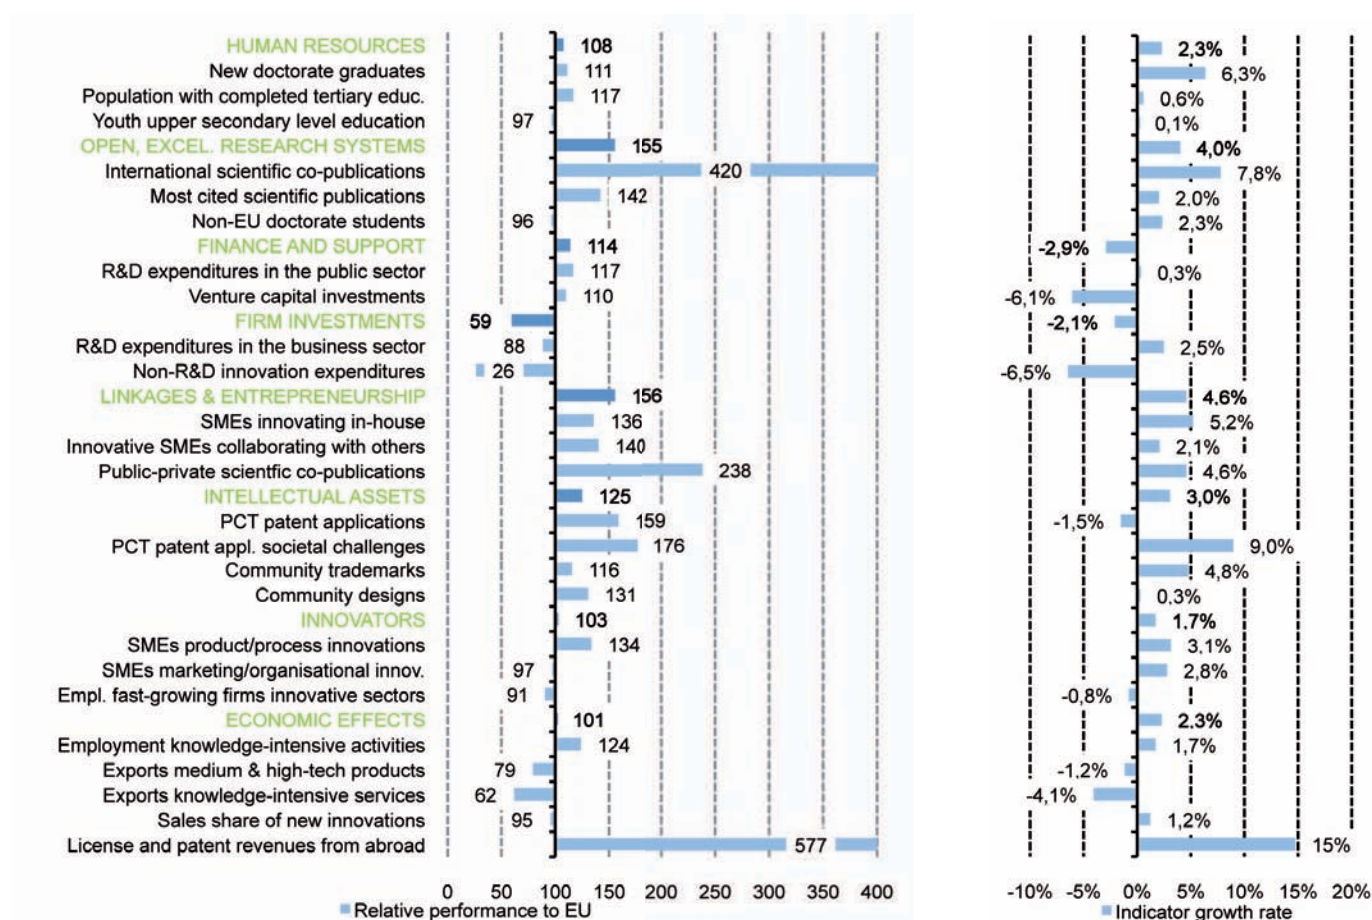 HUMAN RESOURCES 108 2,3%
New doctorate graduates 111 6,3%
Population with completed tertiary educ. 117 0,6%
Youth upper secondary level education 97 0,1%
OPEN, EXCEL. RESEARCH SYSTEMS 155 4,0%
International scientific co-publications 420 7,8%
Most cited scientific publications 142 2,0%
Non-EU doctorate students 96 2,3%
FINANCE AND SUPPORT 114 -2,9%
R&D expenditures in the public sector 117 0,3%
Venture capital investments 110 -6,1%
FIRM INVESTMENTS 59 -2,1%
R&D expenditures in the business sector 88 2,5%
Non-R&D innovation expenditures 26 -6,5%
LINKAGES & ENTREPRENEURSHIP 156 4.6%
SMEs innovating in-house 136 5,2%
Innovative SMEs collaborating with others 140 2,1%
Public-private scientfic co-publications 238 4,6%
INTELLECTUAL ASSETS 125 3,0%
PCT patent applications 159 -1,5%
PCT patent appl. societal challenges 176 9,0%
Community trademarks 116 4,8%
Community designs 131 0,3%
INNOVATORS 103 1,7%
SMEs product/process innovations 134 3,1%
SMEs marketing/organisational innov. 97 2,8%
Empl. fast-growing firms innovative sectors 91 -0,8%
ECONOMIC EFFECTS 101 2,3%
Employment knowledge-intensive activities 124 1,7%
Exports medium & high-tech products 79 -1,2%
Exports knowledge-intensive services 62 -4,1%
Sales share of new innovations 95 1,2%
License and patent revenues from abroad 577 15%
0 50 100 150 200 250 300 350 400 -10% -5% 0% 5% 10% 15% 20%
Relative performance to EU Indicator growth rate